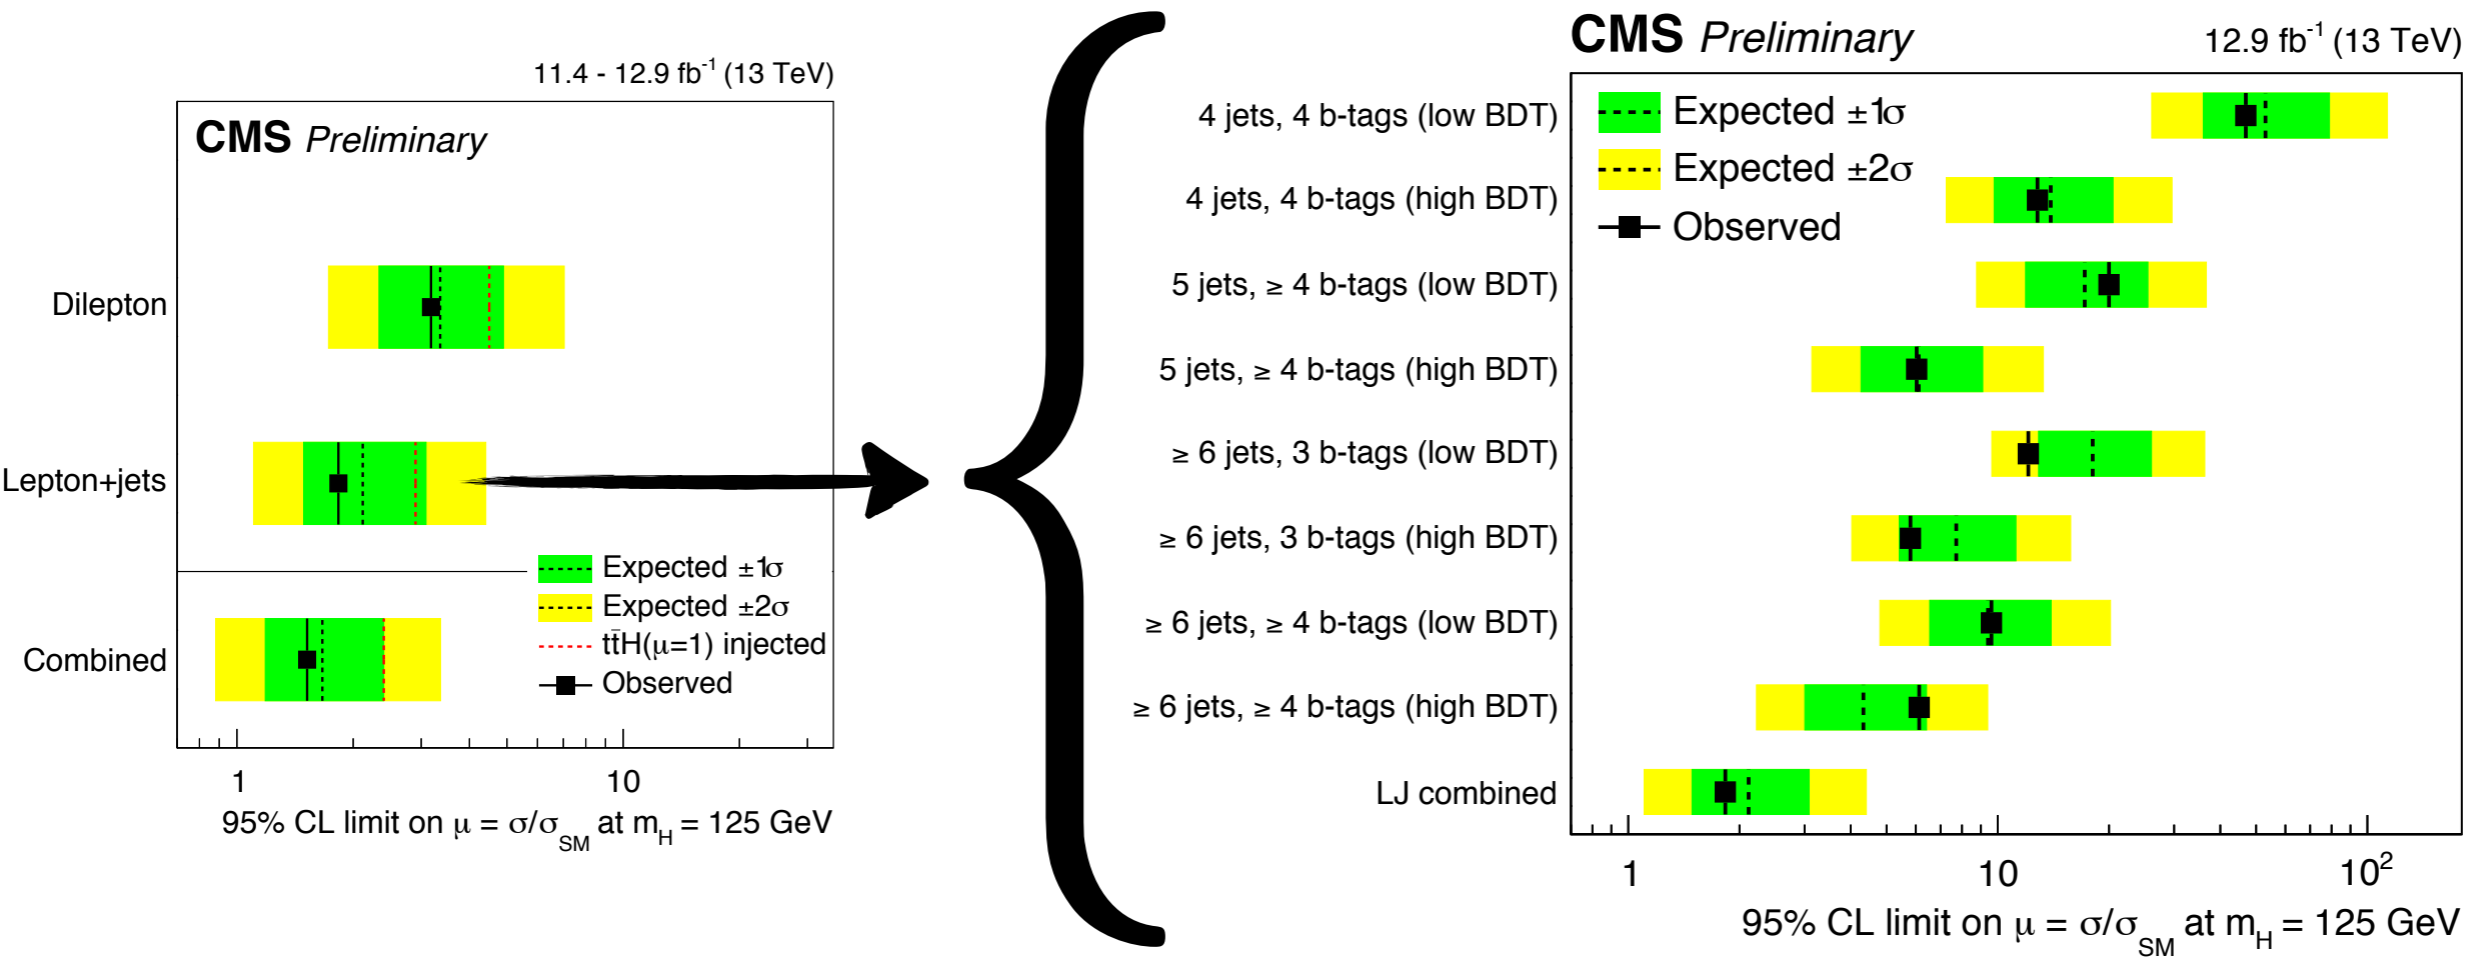 11.4 - 12.9 fb-1 (13 TeV)
CMS Preliminary
Dilepton
Lepton+jets
Combined
Expected ±1σ
Expected ±2σ
tt̄H(μ=1) injected
Observed
1 10
95% CL limit on μ = σ/σSM at mH = 125 GeV
CMS Preliminary 12.9 fb-1 (13 TeV)
Expected ±1σ
Expected ±2σ
Observed
4 jets, 4 b-tags (low BDT)
4 jets, 4 b-tags (high BDT)
5 jets, ≥ 4 b-tags (low BDT)
5 jets, ≥ 4 b-tags (high BDT)
≥ 6 jets, 3 b-tags (low BDT)
≥ 6 jets, 3 b-tags (high BDT)
≥ 6 jets, ≥ 4 b-tags (low BDT)
≥ 6 jets, ≥ 4 b-tags (high BDT)
LJ combined
1 10 10²
95% CL limit on μ = σ/σSM at mH = 125 GeV